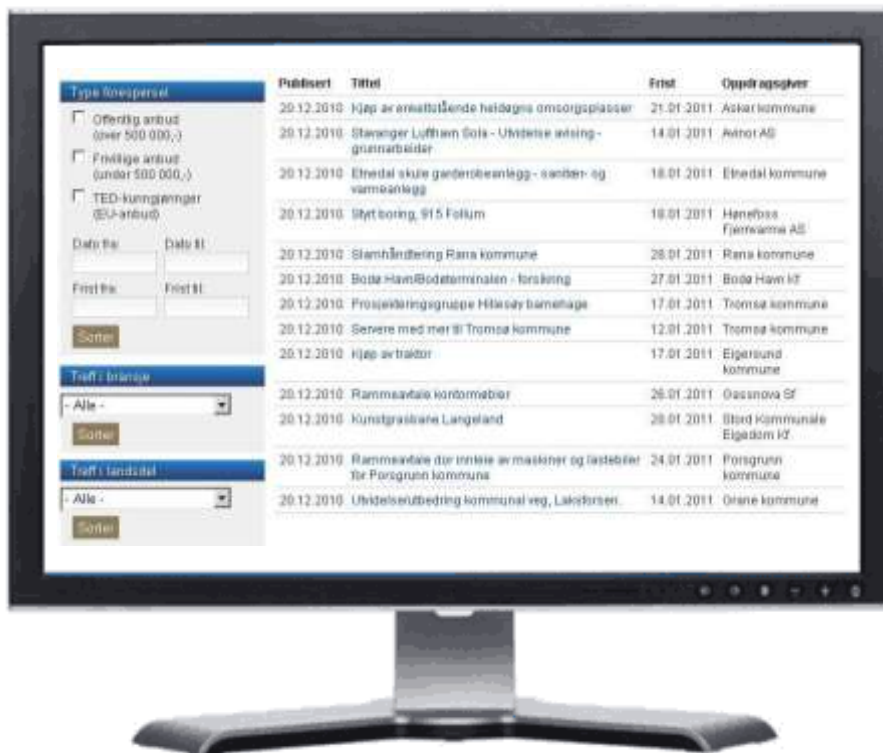 Type forespørsel
Offentlig anbud
(over 500 000,-)
Frivillige anbud
(under 500 000,-)
TED-kunngjøringer
(EU-anbud)
Dato fra:
Dato til:
Frist fra:
Frist til:
Sorter
Treff i bransje
- Alle -
Sorter
Treff i landsdel
- Alle -
Sorter
Publisert Tittel Frist Oppdragsgiver
20.12.2010 Kjøp av enkeltstående heldøgns omsorgsplasser 21.01.2011 Asker kommune
20.12.2010 Stavanger Lufthavn Sola - Utvidelse avising - 14.01.2011 Avinor AS
grunnarbeider
20.12.2010 Etnedal skule garderobeanlegg - sanitær- og 18.01.2011 Etnedal kommune
varmeanlegg
20.12.2010 Styrt boring, 915 Follum 18.01.2011 Hønefoss
Fjernvarme AS
20.12.2010 Slamhåndtering Rana kommune 28.01.2011 Rana kommune
20.12.2010 Bodø Havn/Bodøterminalen - forsikring 27.01.2011 Bodø Havn Kf
20.12.2010 Prosjekteringsgruppe Hillesøy barnehage 17.01.2011 Tromsø kommune
20.12.2010 Servere med mer til Tromsø kommune 12.01.2011 Tromsø kommune
20.12.2010 Kjøp av traktor 17.01.2011 Eigersund
kommune
20.12.2010 Rammeavtale kontormøbler 26.01.2011 Gassnova Sf
20.12.2010 Kunstgrasbane Langeland 28.01.2011 Stord Kommunale
Eigedom Kf
20.12.2010 Rammeavtale dor innleie av maskiner og lastebiler 24.01.2011 Porsgrunn
for Porsgrunn kommune kommune
20.12.2010 Utvidelse/utbedring kommunal veg, Laksforsen. 14.01.2011 Grane kommune